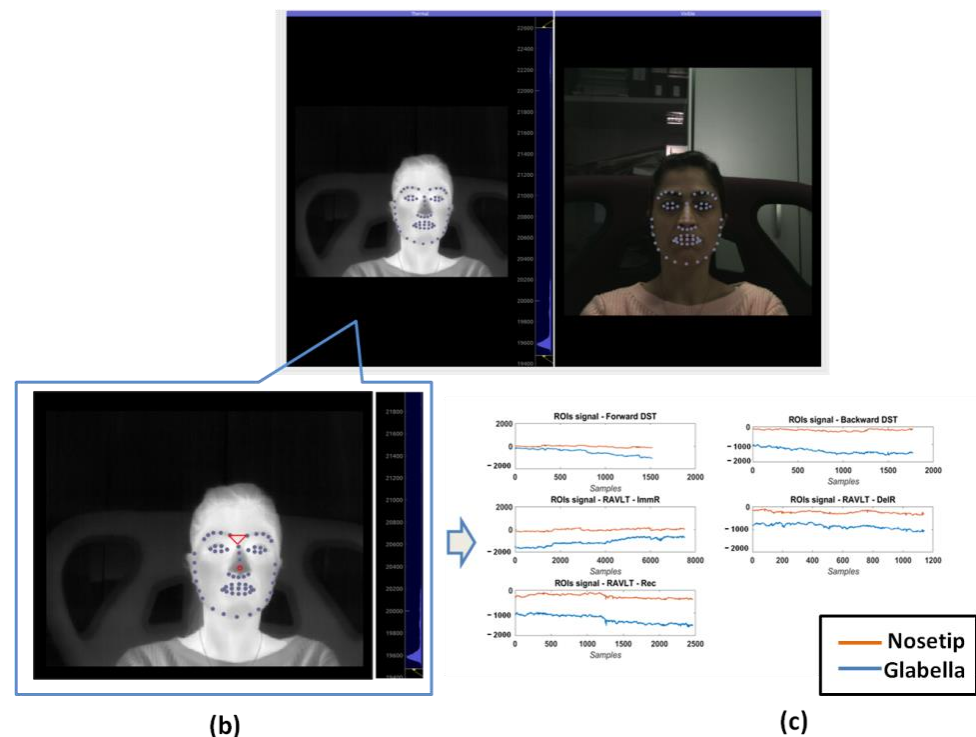 Thermal
Visible
22600
22400
22200
22000
21800
21600
21400
21200
21000
20800
20600
20400
20200
20000
19800
19600
19400
21800
21600
21400
21200
21000
20800
20600
20400
20200
20000
19800
19600
19400
(b)
ROIs signal - Forward DST
2000
0
−2000
0 500 1000 1500 2000
Samples
ROIs signal - Backward DST
0
−1000
−2000
0 500 1000 1500 2000
Samples
ROIs signal - RAVLT - ImmR
2000
0
−2000
0 2000 4000 6000 8000
Samples
ROIs signal - RAVLT - DelR
0
−1000
−2000
0 200 400 600 800 1000 1200
Samples
ROIs signal - RAVLT - Rec
0
−1000
−2000
0 500 1000 1500 2000 2500
Samples
Nosetip
Glabella
(c)